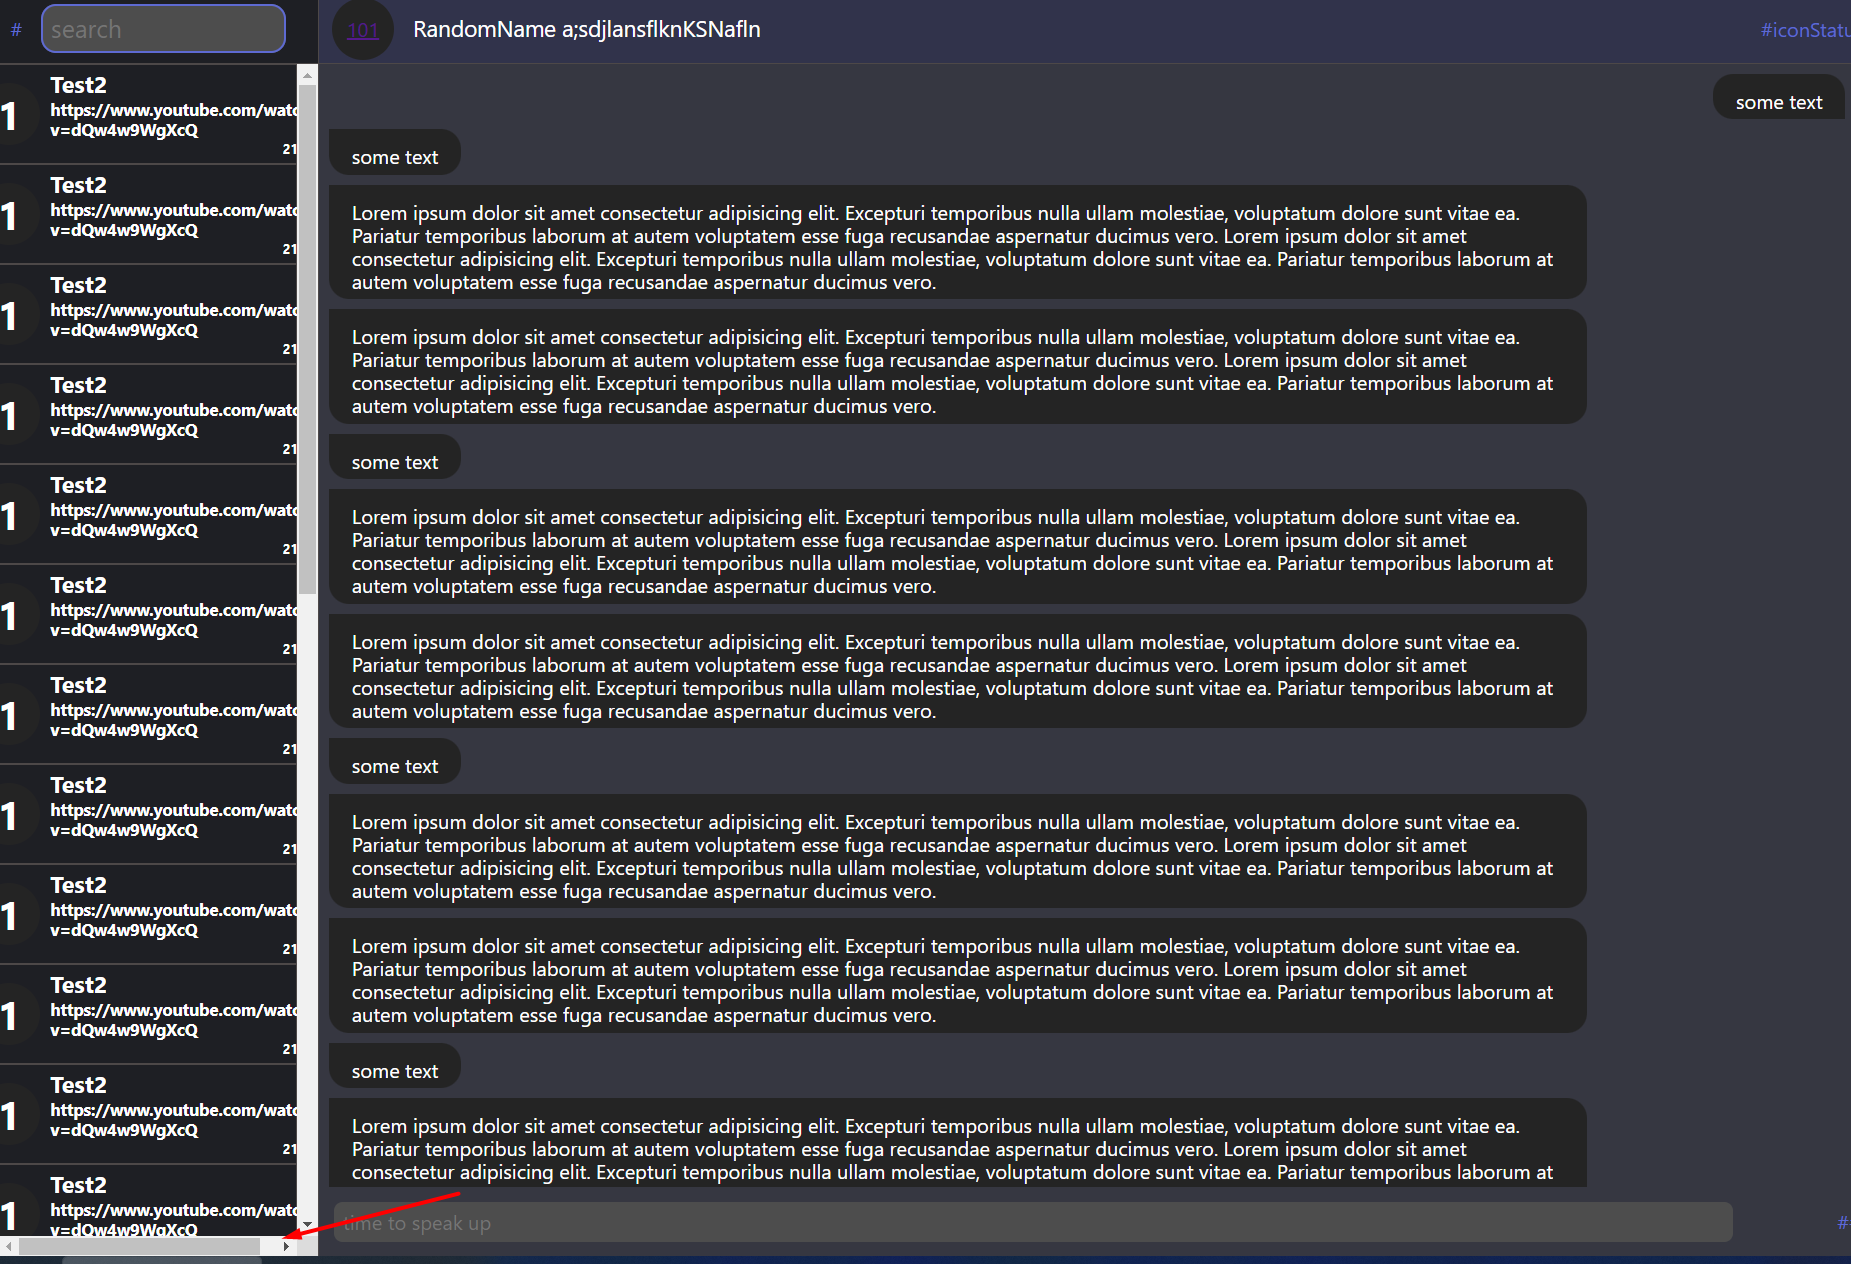 #
search
101
RandomName a;sdjlansflknKSNafln
#iconStatu
1
Test2
https://www.youtube.com/watc
v=dQw4w9WgXcQ
21
1
Test2
https://www.youtube.com/watc
v=dQw4w9WgXcQ
21
1
Test2
https://www.youtube.com/watc
v=dQw4w9WgXcQ
21
1
Test2
https://www.youtube.com/watc
v=dQw4w9WgXcQ
21
1
Test2
https://www.youtube.com/watc
v=dQw4w9WgXcQ
21
1
Test2
https://www.youtube.com/watc
v=dQw4w9WgXcQ
21
1
Test2
https://www.youtube.com/watc
v=dQw4w9WgXcQ
21
1
Test2
https://www.youtube.com/watc
v=dQw4w9WgXcQ
21
1
Test2
https://www.youtube.com/watc
v=dQw4w9WgXcQ
21
1
Test2
https://www.youtube.com/watc
v=dQw4w9WgXcQ
21
1
Test2
https://www.youtube.com/watc
v=dQw4w9WgXcQ
21
1
Test2
https://www.youtube.com/watc
v=dQw4w9WgXcQ
some text
some text
Lorem ipsum dolor sit amet consectetur adipisicing elit. Excepturi temporibus nulla ullam molestiae, voluptatum dolore sunt vitae ea.
Pariatur temporibus laborum at autem voluptatem esse fuga recusandae aspernatur ducimus vero. Lorem ipsum dolor sit amet
consectetur adipisicing elit. Excepturi temporibus nulla ullam molestiae, voluptatum dolore sunt vitae ea. Pariatur temporibus laborum at
autem voluptatem esse fuga recusandae aspernatur ducimus vero.
Lorem ipsum dolor sit amet consectetur adipisicing elit. Excepturi temporibus nulla ullam molestiae, voluptatum dolore sunt vitae ea.
Pariatur temporibus laborum at autem voluptatem esse fuga recusandae aspernatur ducimus vero. Lorem ipsum dolor sit amet
consectetur adipisicing elit. Excepturi temporibus nulla ullam molestiae, voluptatum dolore sunt vitae ea. Pariatur temporibus laborum at
autem voluptatem esse fuga recusandae aspernatur ducimus vero.
some text
Lorem ipsum dolor sit amet consectetur adipisicing elit. Excepturi temporibus nulla ullam molestiae, voluptatum dolore sunt vitae ea.
Pariatur temporibus laborum at autem voluptatem esse fuga recusandae aspernatur ducimus vero. Lorem ipsum dolor sit amet
consectetur adipisicing elit. Excepturi temporibus nulla ullam molestiae, voluptatum dolore sunt vitae ea. Pariatur temporibus laborum at
autem voluptatem esse fuga recusandae aspernatur ducimus vero.
Lorem ipsum dolor sit amet consectetur adipisicing elit. Excepturi temporibus nulla ullam molestiae, voluptatum dolore sunt vitae ea.
Pariatur temporibus laborum at autem voluptatem esse fuga recusandae aspernatur ducimus vero. Lorem ipsum dolor sit amet
consectetur adipisicing elit. Excepturi temporibus nulla ullam molestiae, voluptatum dolore sunt vitae ea. Pariatur temporibus laborum at
autem voluptatem esse fuga recusandae aspernatur ducimus vero.
some text
Lorem ipsum dolor sit amet consectetur adipisicing elit. Excepturi temporibus nulla ullam molestiae, voluptatum dolore sunt vitae ea.
Pariatur temporibus laborum at autem voluptatem esse fuga recusandae aspernatur ducimus vero. Lorem ipsum dolor sit amet
consectetur adipisicing elit. Excepturi temporibus nulla ullam molestiae, voluptatum dolore sunt vitae ea. Pariatur temporibus laborum at
autem voluptatem esse fuga recusandae aspernatur ducimus vero.
Lorem ipsum dolor sit amet consectetur adipisicing elit. Excepturi temporibus nulla ullam molestiae, voluptatum dolore sunt vitae ea.
Pariatur temporibus laborum at autem voluptatem esse fuga recusandae aspernatur ducimus vero. Lorem ipsum dolor sit amet
consectetur adipisicing elit. Excepturi temporibus nulla ullam molestiae, voluptatum dolore sunt vitae ea. Pariatur temporibus laborum at
autem voluptatem esse fuga recusandae aspernatur ducimus vero.
some text
Lorem ipsum dolor sit amet consectetur adipisicing elit. Excepturi temporibus nulla ullam molestiae, voluptatum dolore sunt vitae ea.
Pariatur temporibus laborum at autem voluptatem esse fuga recusandae aspernatur ducimus vero. Lorem ipsum dolor sit amet
consectetur adipisicing elit. Excepturi temporibus nulla ullam molestiae, voluptatum dolore sunt vitae ea. Pariatur temporibus laborum at
time to speak up
#